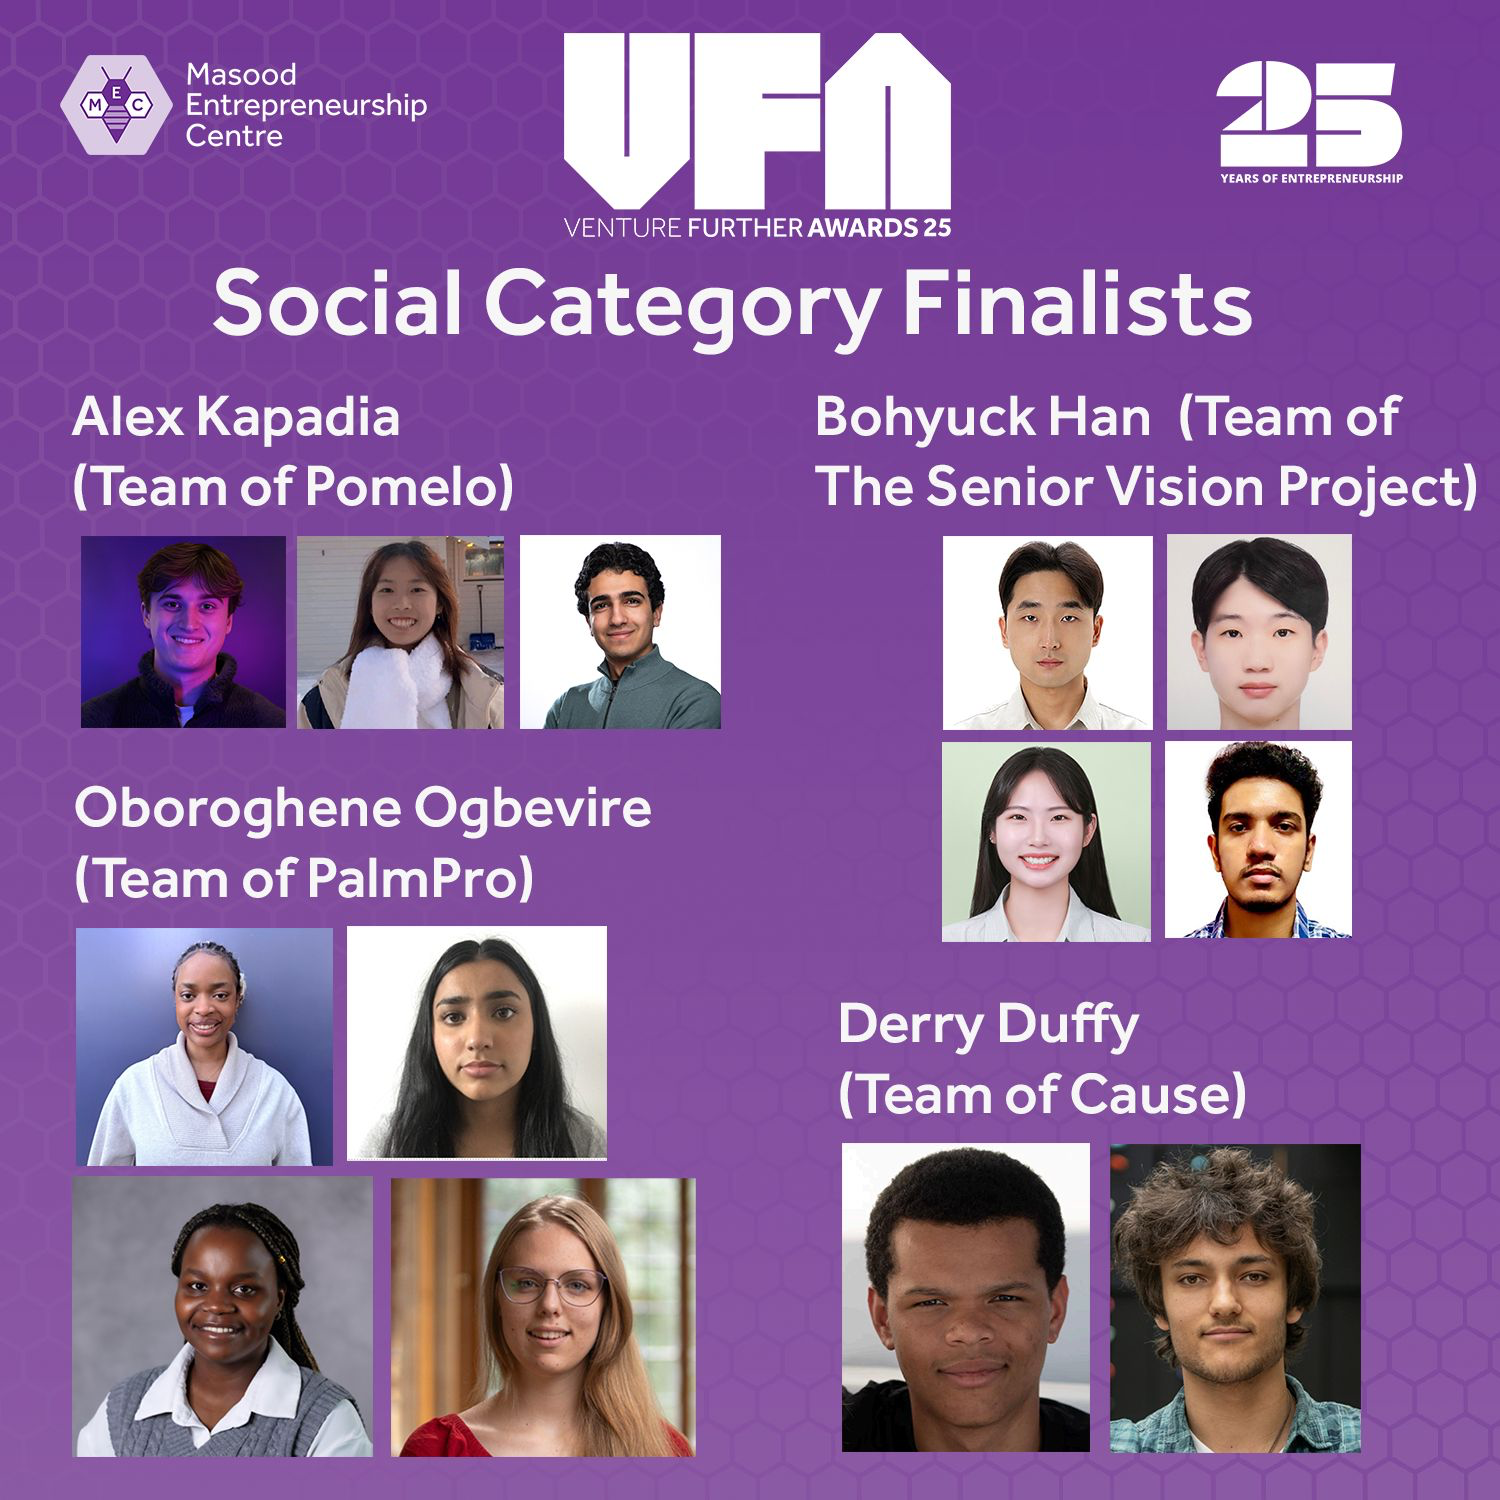 MEC
Masood
Entrepreneurship
Centre
VFA
VENTURE FURTHER AWARDS 25
25
YEARS OF ENTREPRENEURSHIP
Social Category Finalists
Alex Kapadia
(Team of Pomelo)
Bohyuck Han (Team of
The Senior Vision Project)
Oboroghene Ogbevire
(Team of PalmPro)
Derry Duffy
(Team of Cause)